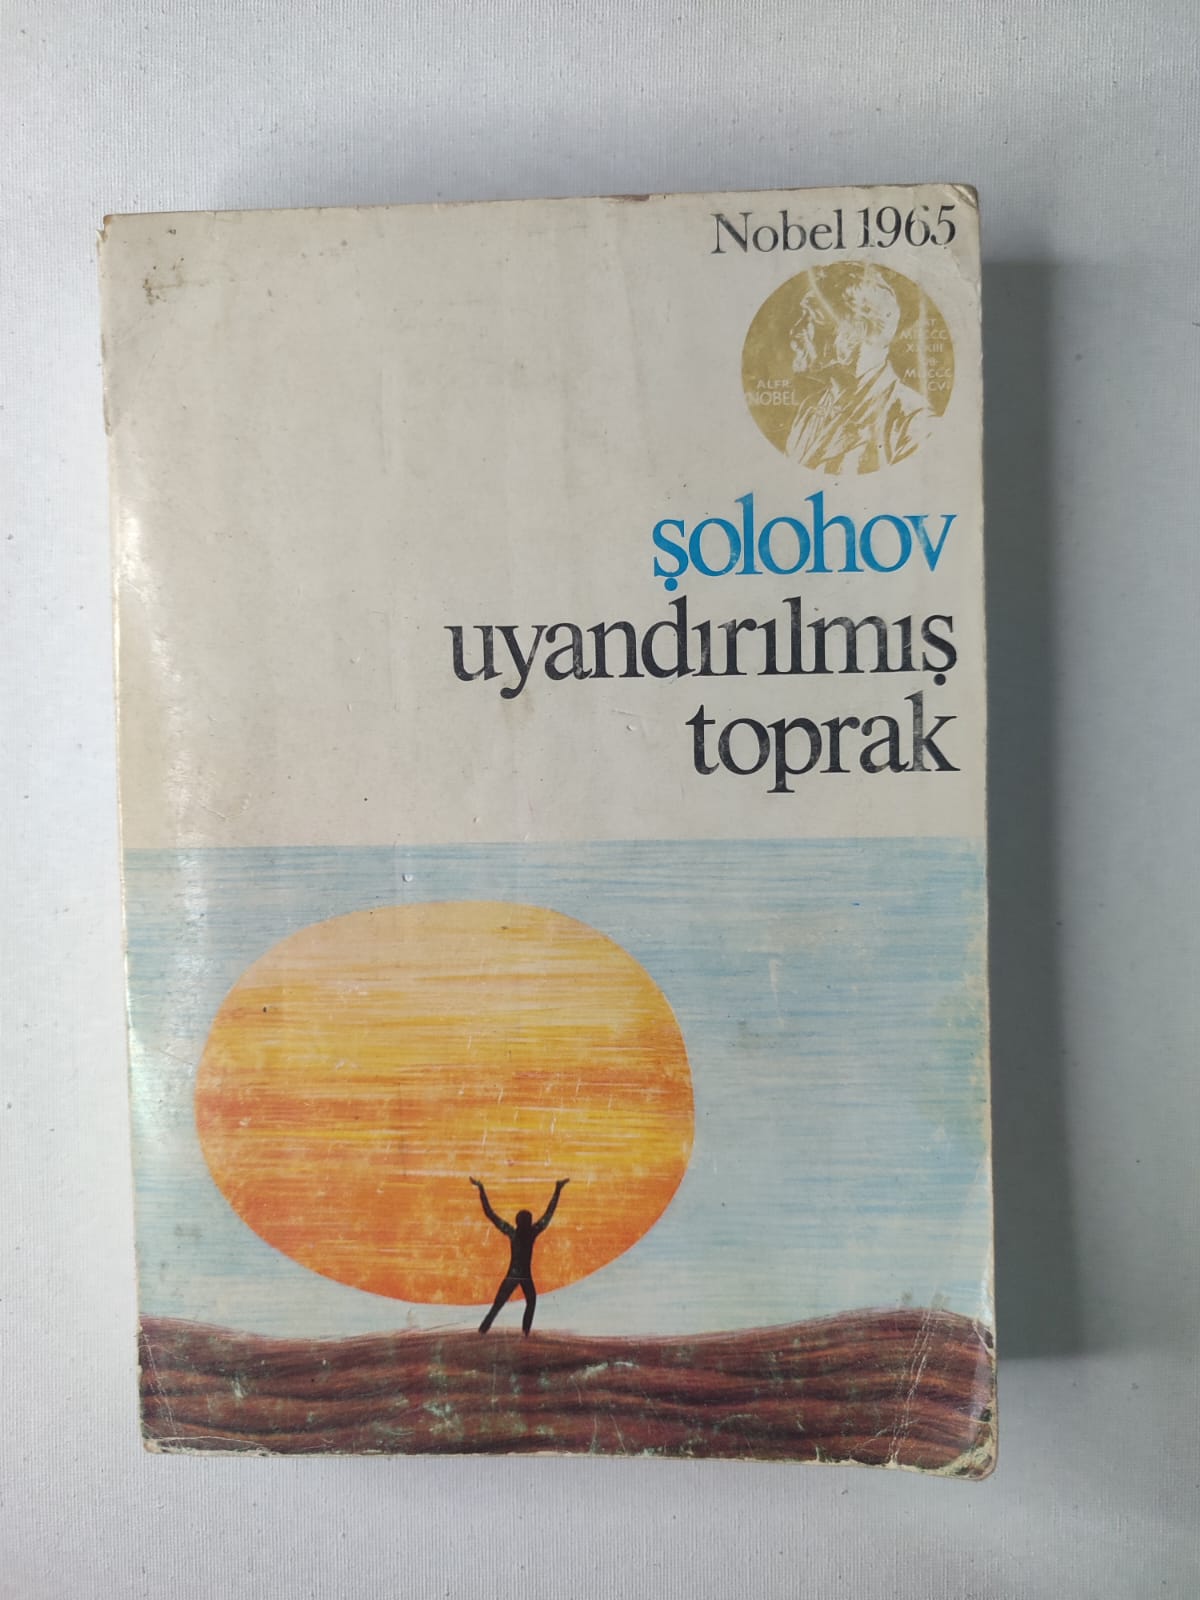 Nobel 1965
ALFR.
NOBEL
şolohov
uyandırılmış
toprak